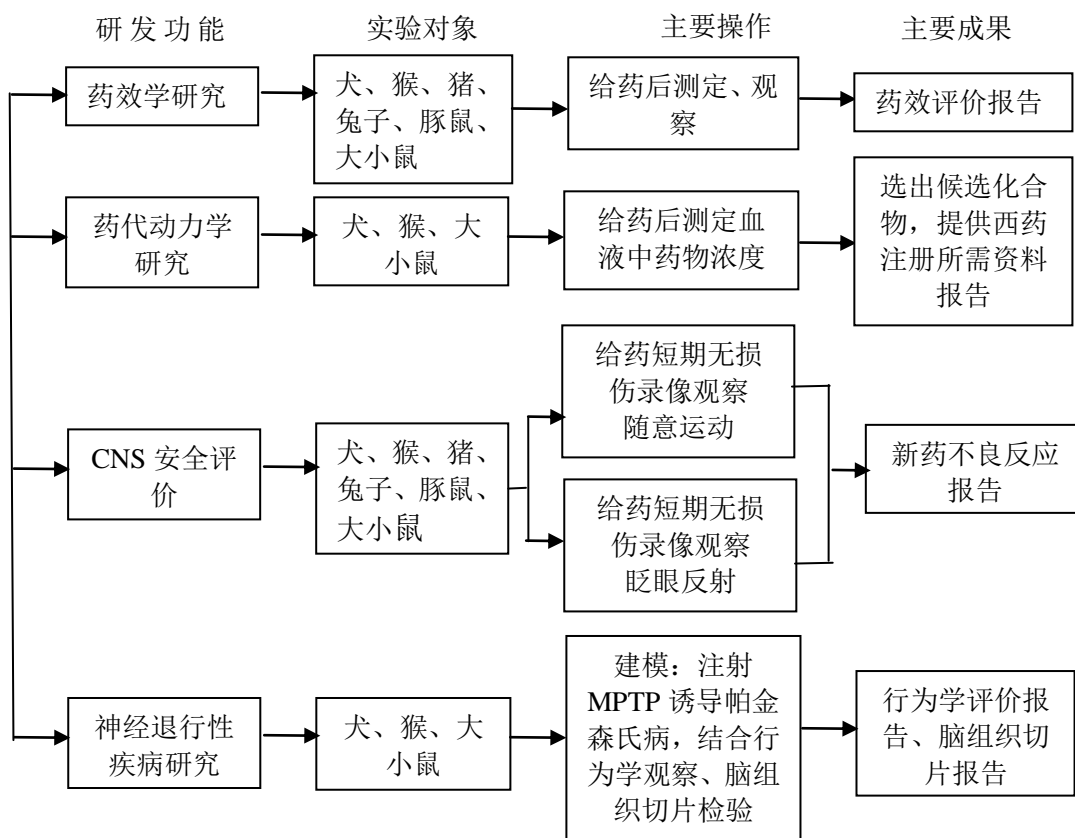 研 发 功 能
实验对象
主要操作
主要成果
药效学研究
犬、猴、猪、
兔子、豚鼠、
大小鼠
给药后测定、观
察
药效评价报告
药代动力学
研究
犬、猴、大
小鼠
给药后测定血
液中药物浓度
选出候选化合
物，提供西药
注册所需资料
报告
CNS 安全评
价
犬、猴、猪、
兔子、豚鼠、
大小鼠
给药短期无损
伤录像观察
随意运动
给药短期无损
伤录像观察
眨眼反射
新药不良反应
报告
神经退行性
疾病研究
犬、猴、大
小鼠
建模：注射
MPTP 诱导帕金
森氏病，结合行
为学观察、脑组
织切片检验
行为学评价报
告、脑组织切
片报告